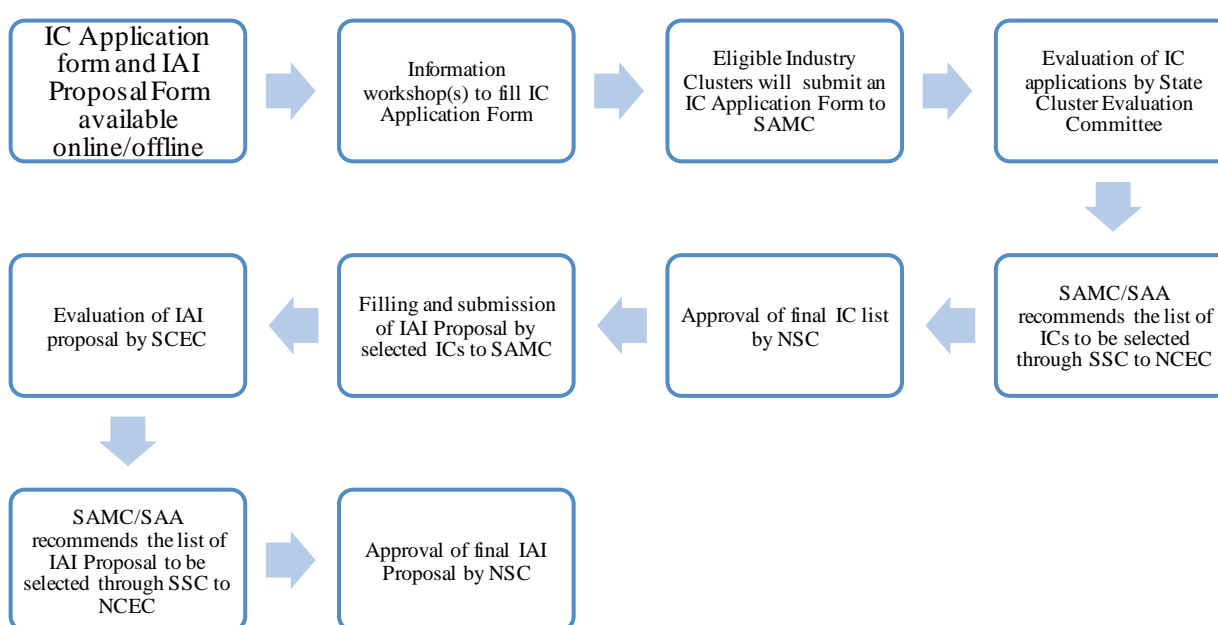 IC Application
form and IAI
Proposal Form
available
online/offline
Information
workshop(s) to fill IC
Application Form
Eligible Industry
Clusters will submit an
IC Application Form to
SAMC
Evaluation of IC
applications by State
Cluster Evaluation
Committee
SAMC/SAA
recommends the list of
ICs to be selected
through SSC to NCEC
Approval of final IC list
by NSC
Filling and submission
of IAI Proposal by
selected ICs to SAMC
Evaluation of IAI
proposal by SCEC
SAMC/SAA
recommends the list of
IAI Proposal to be
selected through SSC to
NCEC
Approval of final IAI
Proposal by NSC